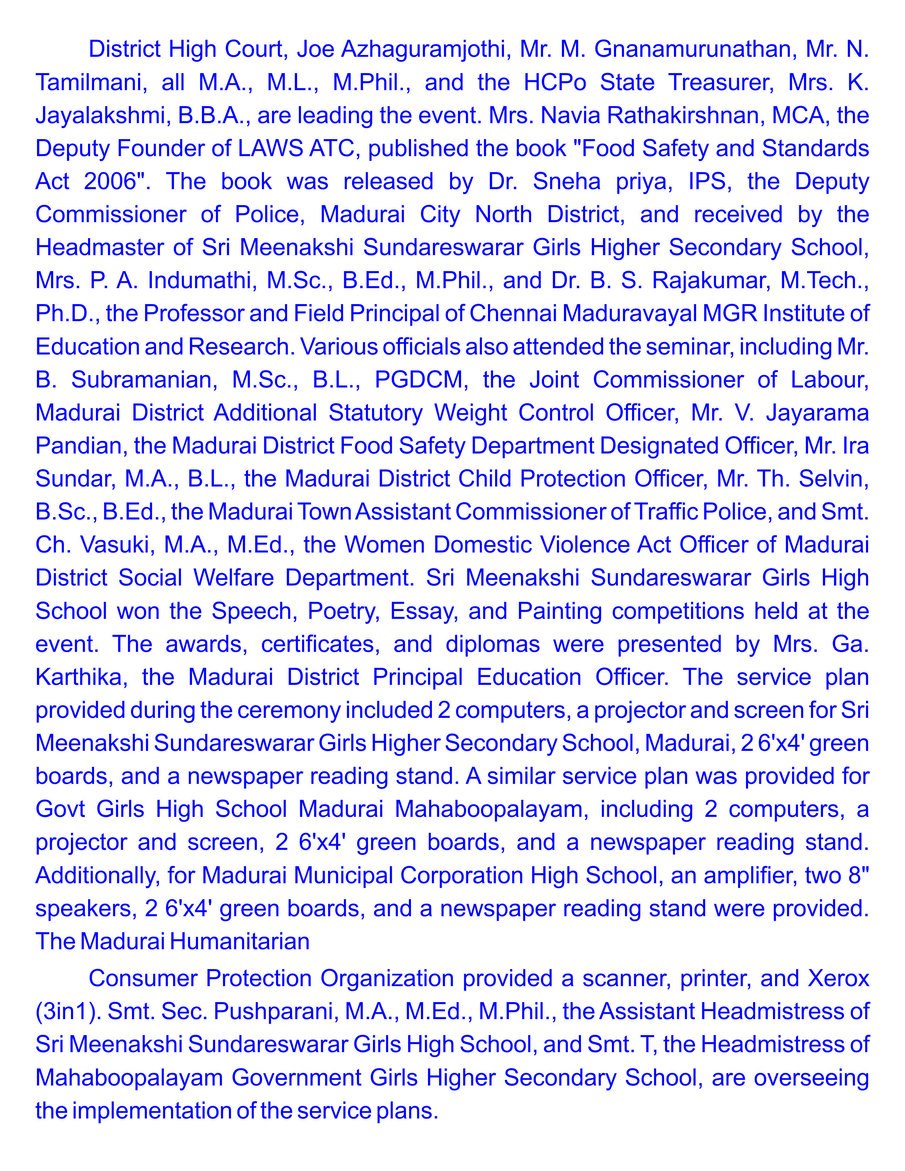 District High Court, Joe Azhaguramjothi, Mr. M. Gnanamurunathan, Mr. N.
Tamilmani, all M.A., M.L., M.Phil., and the HCPo State Treasurer, Mrs. K.
Jayalakshmi, B.B.A., are leading the event. Mrs. Navia Rathakirshnan, MCA, the
Deputy Founder of LAWS ATC, published the book "Food Safety and Standards
Act 2006". The book was released by Dr. Sneha priya, IPS, the Deputy
Commissioner of Police, Madurai City North District, and received by the
Headmaster of Sri Meenakshi Sundareswarar Girls Higher Secondary School,
Mrs. P. A. Indumathi, M.Sc., B.Ed., M.Phil., and Dr. B. S. Rajakumar, M.Tech.,
Ph.D., the Professor and Field Principal of Chennai Maduravayal MGR Institute of
Education and Research. Various officials also attended the seminar, including Mr.
B. Subramanian, M.Sc., B.L., PGDCM, the Joint Commissioner of Labour,
Madurai District Additional Statutory Weight Control Officer, Mr. V. Jayarama
Pandian, the Madurai District Food Safety Department Designated Officer, Mr. Ira
Sundar, M.A., B.L., the Madurai District Child Protection Officer, Mr. Th. Selvin,
B.Sc., B.Ed., the Madurai Town Assistant Commissioner of Traffic Police, and Smt.
Ch. Vasuki, M.A., M.Ed., the Women Domestic Violence Act Officer of Madurai
District Social Welfare Department. Sri Meenakshi Sundareswarar Girls High
School won the Speech, Poetry, Essay, and Painting competitions held at the
event. The awards, certificates, and diplomas were presented by Mrs. Ga.
Karthika, the Madurai District Principal Education Officer. The service plan
provided during the ceremony included 2 computers, a projector and screen for Sri
Meenakshi Sundareswarar Girls Higher Secondary School, Madurai, 2 6'x4' green
boards, and a newspaper reading stand. A similar service plan was provided for
Govt Girls High School Madurai Mahaboopalayam, including 2 computers, a
projector and screen, 2 6'x4' green boards, and a newspaper reading stand.
Additionally, for Madurai Municipal Corporation High School, an amplifier, two 8"
speakers, 2 6'x4' green boards, and a newspaper reading stand were provided.
The Madurai Humanitarian
Consumer Protection Organization provided a scanner, printer, and Xerox
(3in1). Smt. Sec. Pushparani, M.A., M.Ed., M.Phil., the Assistant Headmistress of
Sri Meenakshi Sundareswarar Girls High School, and Smt. T, the Headmistress of
Mahaboopalayam Government Girls Higher Secondary School, are overseeing
the implementation of the service plans.